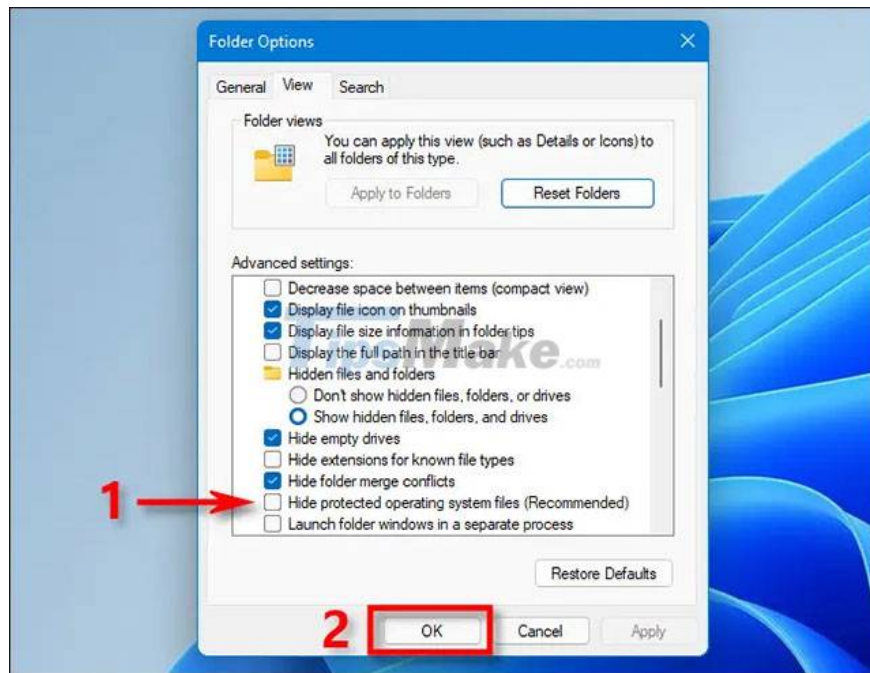 Folder Options
General View Search
Folder views
You can apply this view (such as Details or Icons) to
all folders of this type.
Apply to Folders Reset Folders
Advanced settings:
Decrease space between items (compact view)
Display file icon on thumbnails
Display file size information in folder tips
Display the full path in the title bar
TipsMake.com
Hidden files and folders
Don't show hidden files, folders, or drives
Show hidden files, folders, and drives
Hide empty drives
Hide extensions for known file types
Hide folder merge conflicts
1 Hide protected operating system files (Recommended)
Launch folder windows in a separate process
Restore Defaults
2 OK Cancel Apply